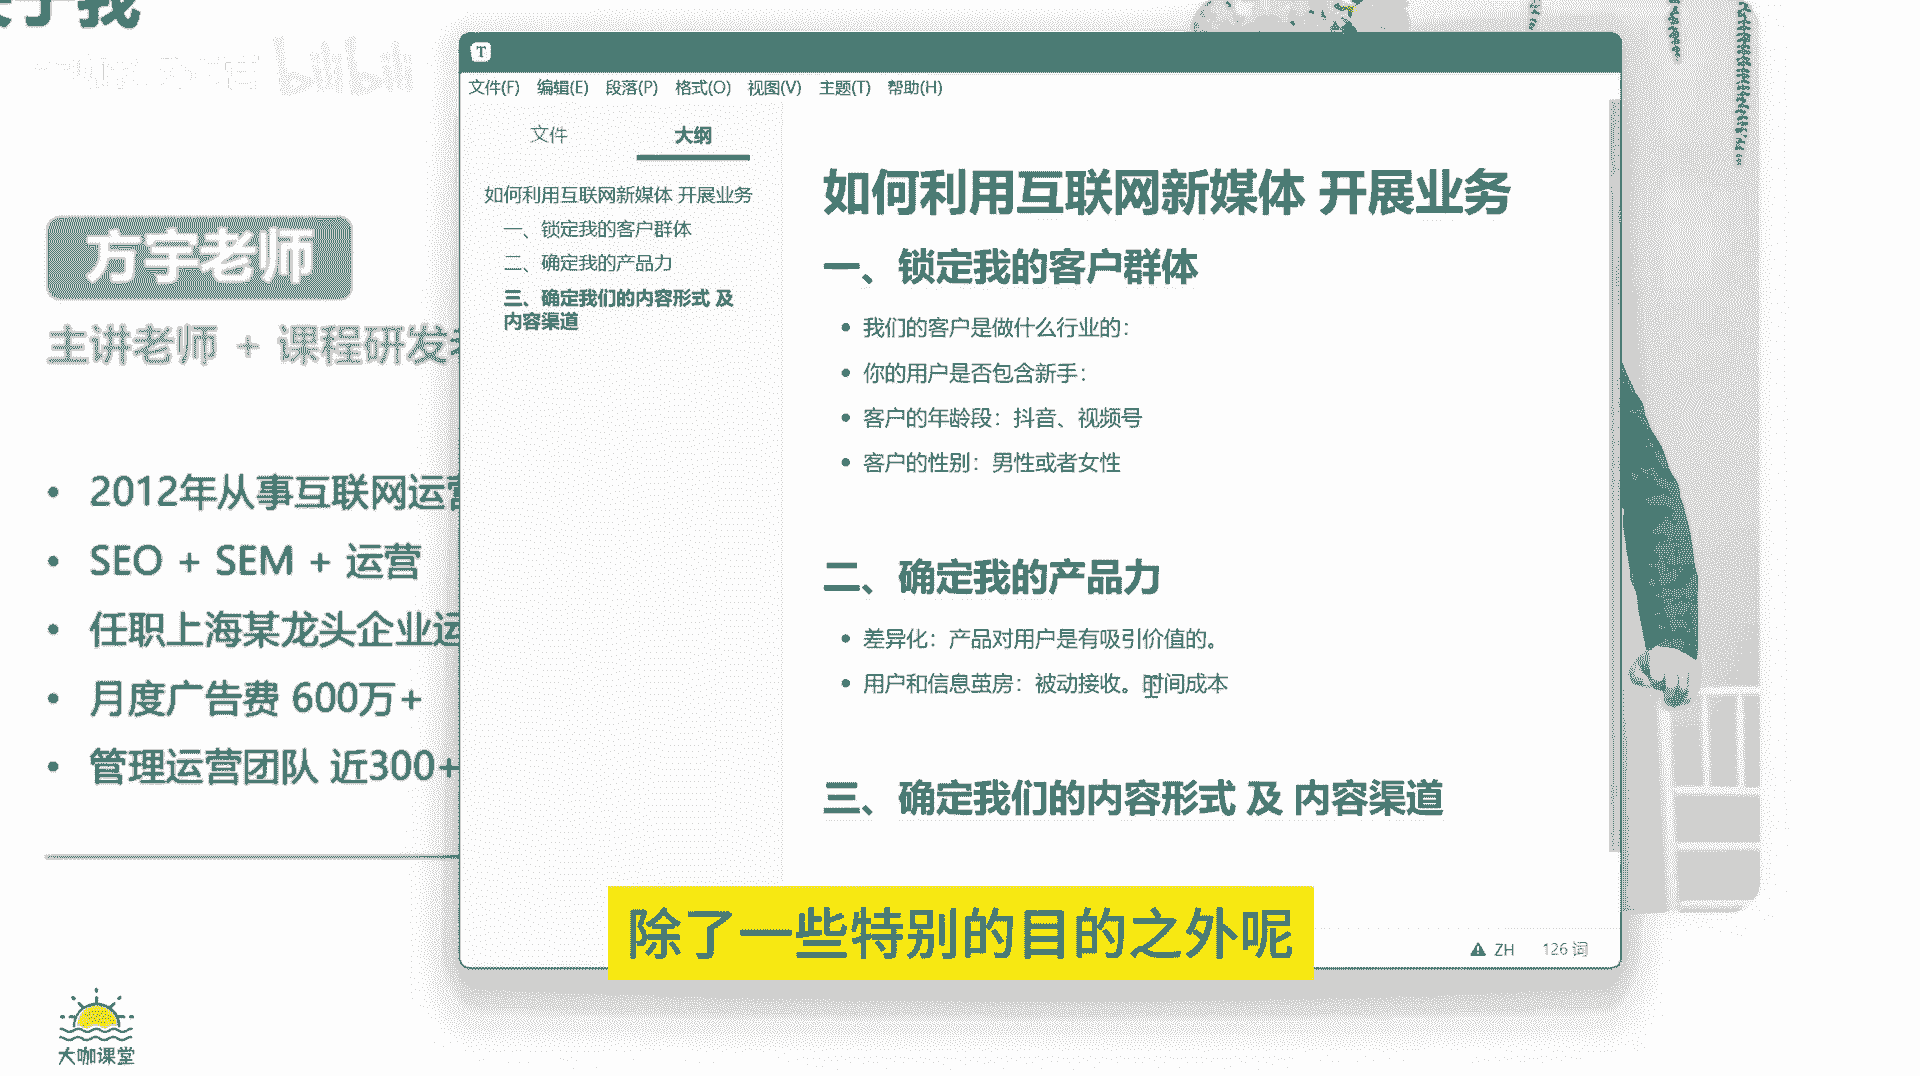 关于我
bilibili
方宇老师
主讲老师 + 课程研发
2012年从事互联网运营
SEO + SEM + 运营
任职上海某龙头企业运
月度广告费 600万+
管理运营团队 近300+
大咖课堂
T
文件(F) 编辑(E) 段落(P) 格式(O) 视图(V) 主题(T) 帮助(H)
文件 大纲
如何利用互联网新媒体 开展业务
一、锁定我的客户群体
二、确定我的产品力
三、确定我们的内容形式 及
内容渠道
如何利用互联网新媒体 开展业务
一、锁定我的客户群体
• 我们的客户是做什么行业的:
• 你的用户是否包含新手:
• 客户的年龄段: 抖音、视频号
• 客户的性别: 男性或者女性
二、确定我的产品力
• 差异化: 产品对用户是有吸引价值的。
• 用户和信息茧房: 被动接收。时间成本
三、确定我们的内容形式 及 内容渠道
除了一些特别的目的之外呢
ZH 126 词